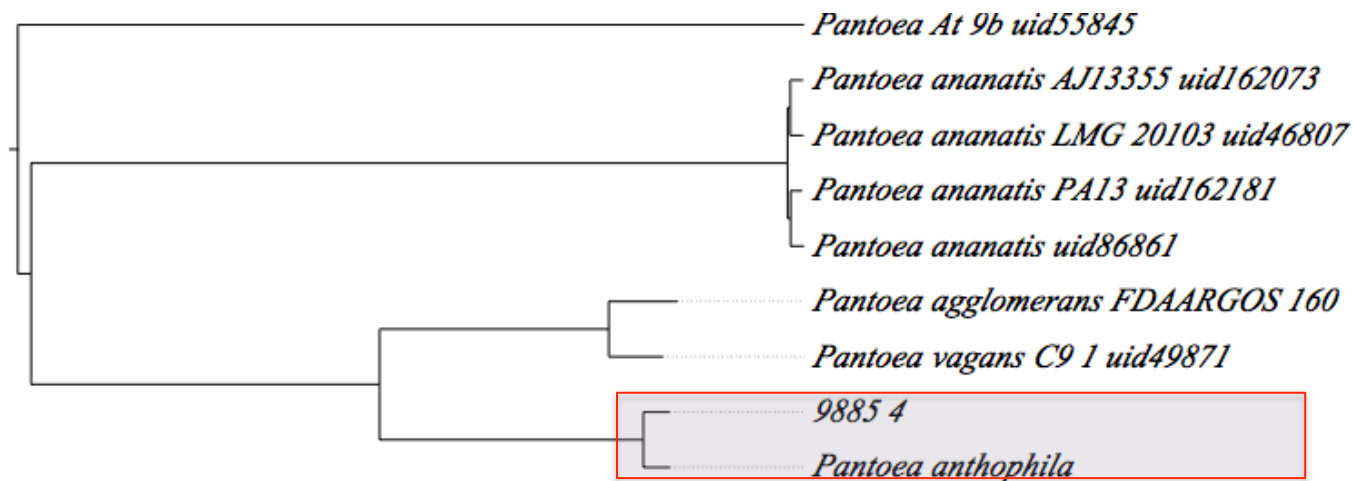 Pantoea At 9b uid55845
Pantoea ananatis AJ13355 uid162073
Pantoea ananatis LMG 20103 uid46807
Pantoea ananatis PA13 uid162181
Pantoea ananatis uid86861
Pantoea agglomerans FDAARGOS 160
Pantoea vagans C9 1 uid49871
9885 4
Pantoea anthophila